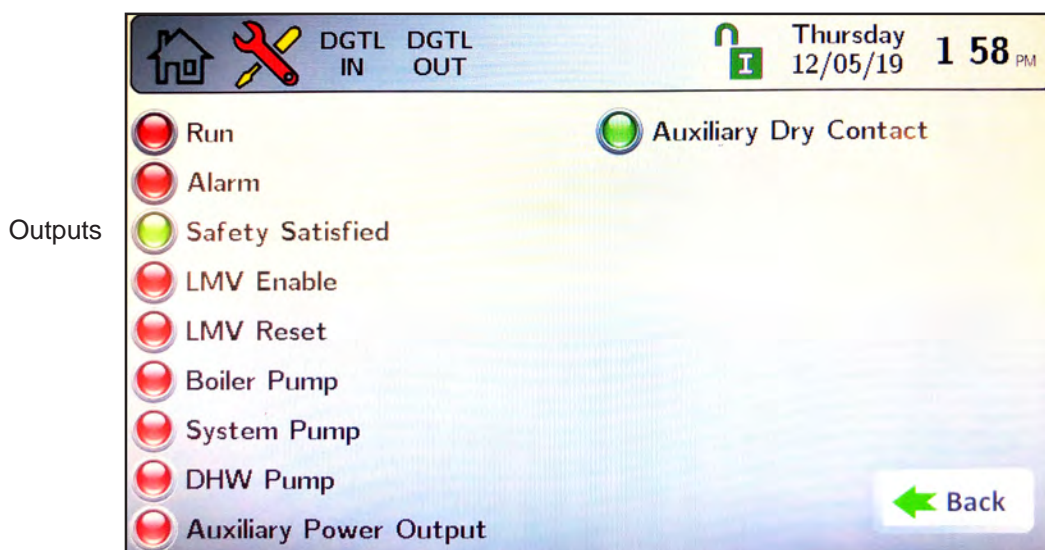 DGTL DGTL
IN OUT
I
Thursday
12/05/19
1 58 PM
Run
Alarm
Outputs
Safety Satisfied
LMV Enable
LMV Reset
Boiler Pump
System Pump
DHW Pump
Auxiliary Power Output
Auxiliary Dry Contact
Back